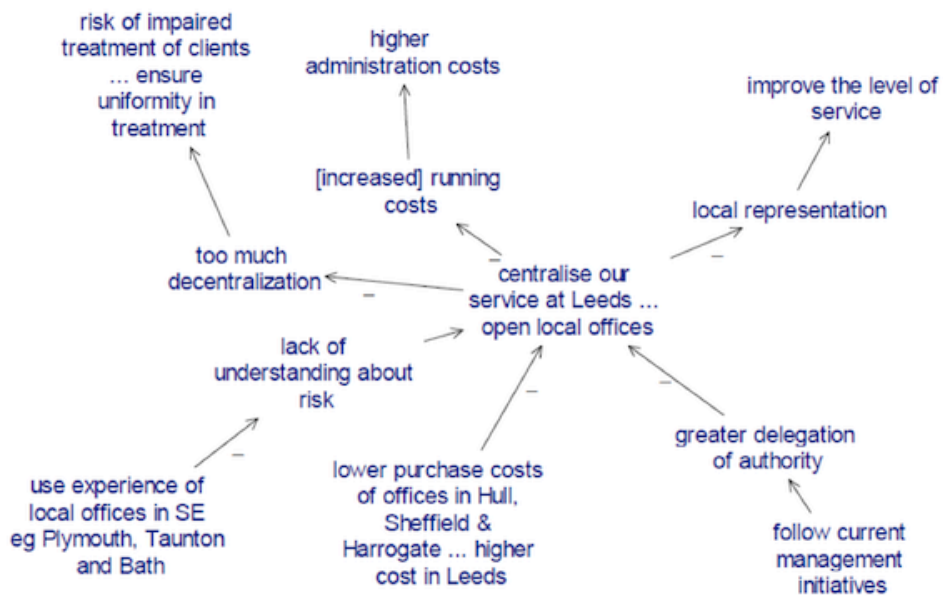 risk of impaired
treatment of clients
... ensure
uniformity in
treatment
higher
administration costs
improve the level of
service
[increased] running
costs
local representation
too much
decentralization
centralise our
service at Leeds ...
open local offices
lack of
understanding about
risk
greater delegation
of authority
use experience of
local offices in SE
eg Plymouth, Taunton
and Bath
lower purchase costs
of offices in Hull,
Sheffield &
Harrogate ... higher
cost in Leeds
follow current
management
initiatives